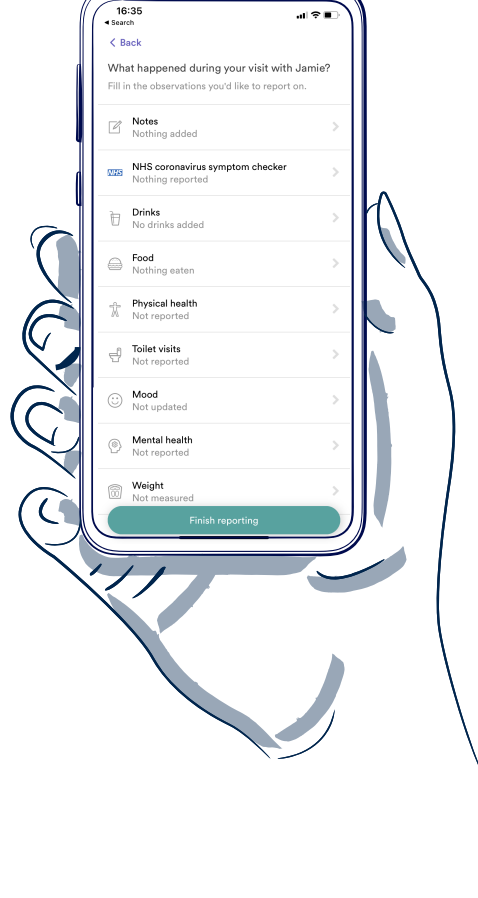 16:35
Search
Back
What happened during your visit with Jamie?
Fill in the observations you'd like to report on.
Notes
Nothing added
NHS
NHS coronavirus symptom checker
Nothing reported
Drinks
No drinks added
Food
Nothing eaten
Physical health
Not reported
Toilet visits
Not reported
Mood
Not updated
Mental health
Not reported
Weight
Not measured
Finish reporting